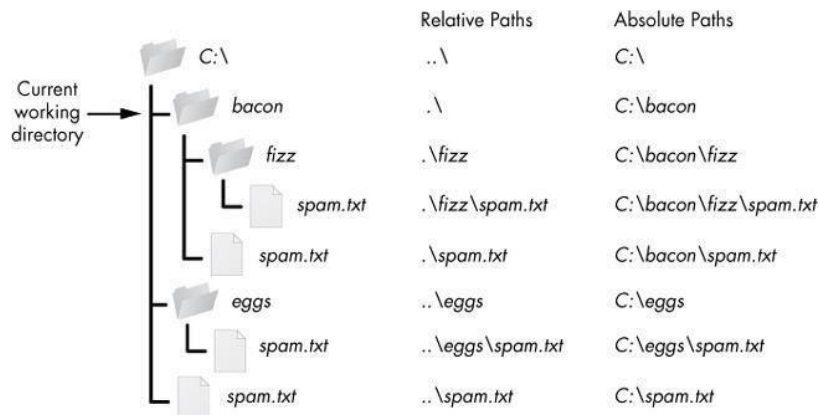 Relative Paths Absolute Paths
C:\ ..\ C:\
Current
working
directory
bacon .\ C:\bacon
fizz .\fizz C:\bacon\fizz
spam.txt .\fizz\spam.txt C:\bacon\fizz\spam.txt
spam.txt .\spam.txt C:\bacon\spam.txt
eggs ..\eggs C:\eggs
spam.txt ..\eggs\spam.txt C:\eggs\spam.txt
spam.txt ..\spam.txt C:\spam.txt